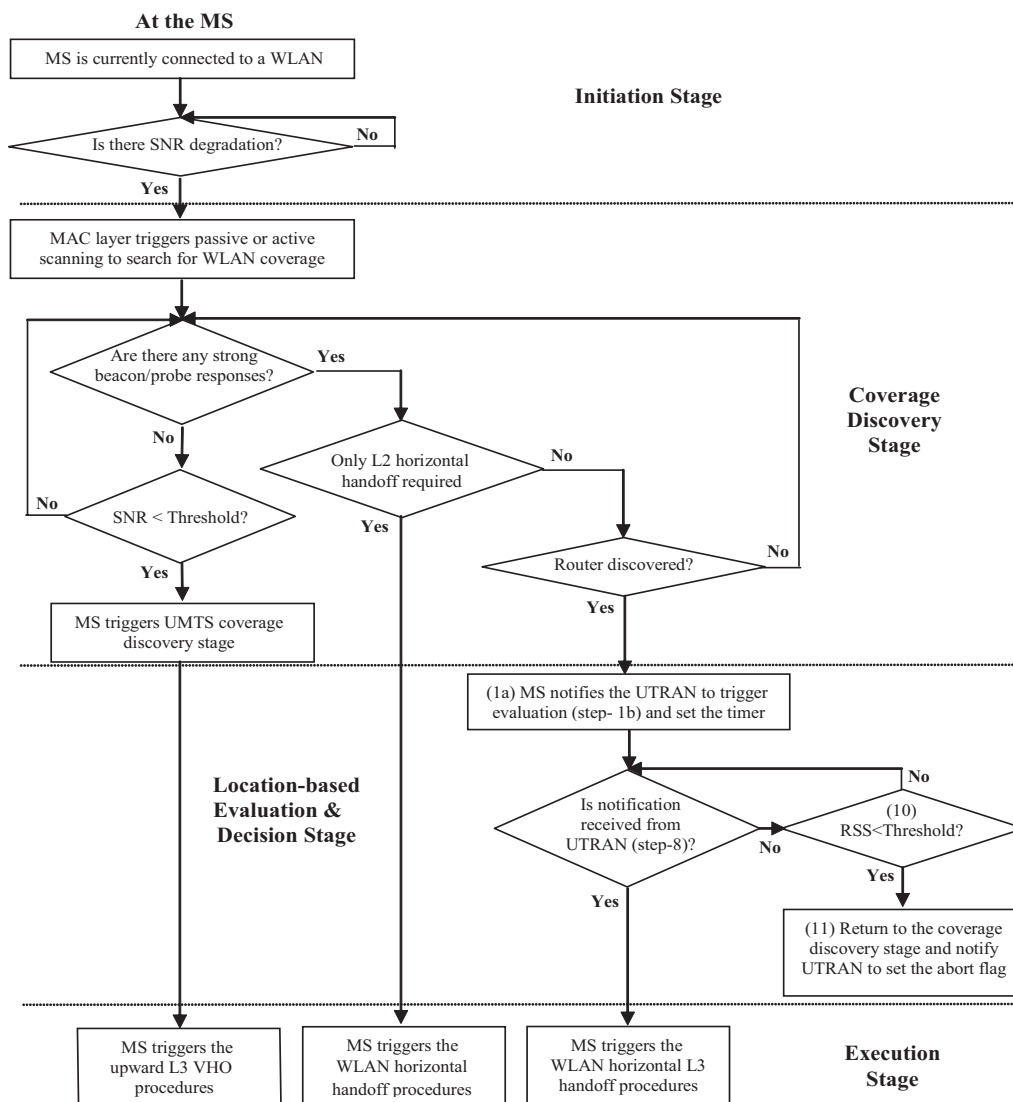 At the MS
MS is currently connected to a WLAN
Initiation Stage
No
Is there SNR degradation?
Yes
MAC layer triggers passive or active
scanning to search for WLAN coverage
Are there any strong
beacon/probe responses?
Yes
No
Coverage
Discovery
Stage
Only L2 horizontal
handoff required
No
Yes
No
SNR < Threshold?
Yes
Router discovered?
No
Yes
MS triggers UMTS coverage
discovery stage
(1a) MS notifies the UTRAN to trigger
evaluation (step- 1b) and set the timer
Location-based
Evaluation &
Decision Stage
Is notification
received from
UTRAN (step-8)?
No
Yes
No
(10)
RSS<Threshold?
Yes
(11) Return to the coverage
discovery stage and notify
UTRAN to set the abort flag
MS triggers the
upward L3 VHO
procedures
MS triggers the
WLAN horizontal
handoff procedures
MS triggers the
WLAN horizontal L3
handoff procedures
Execution
Stage